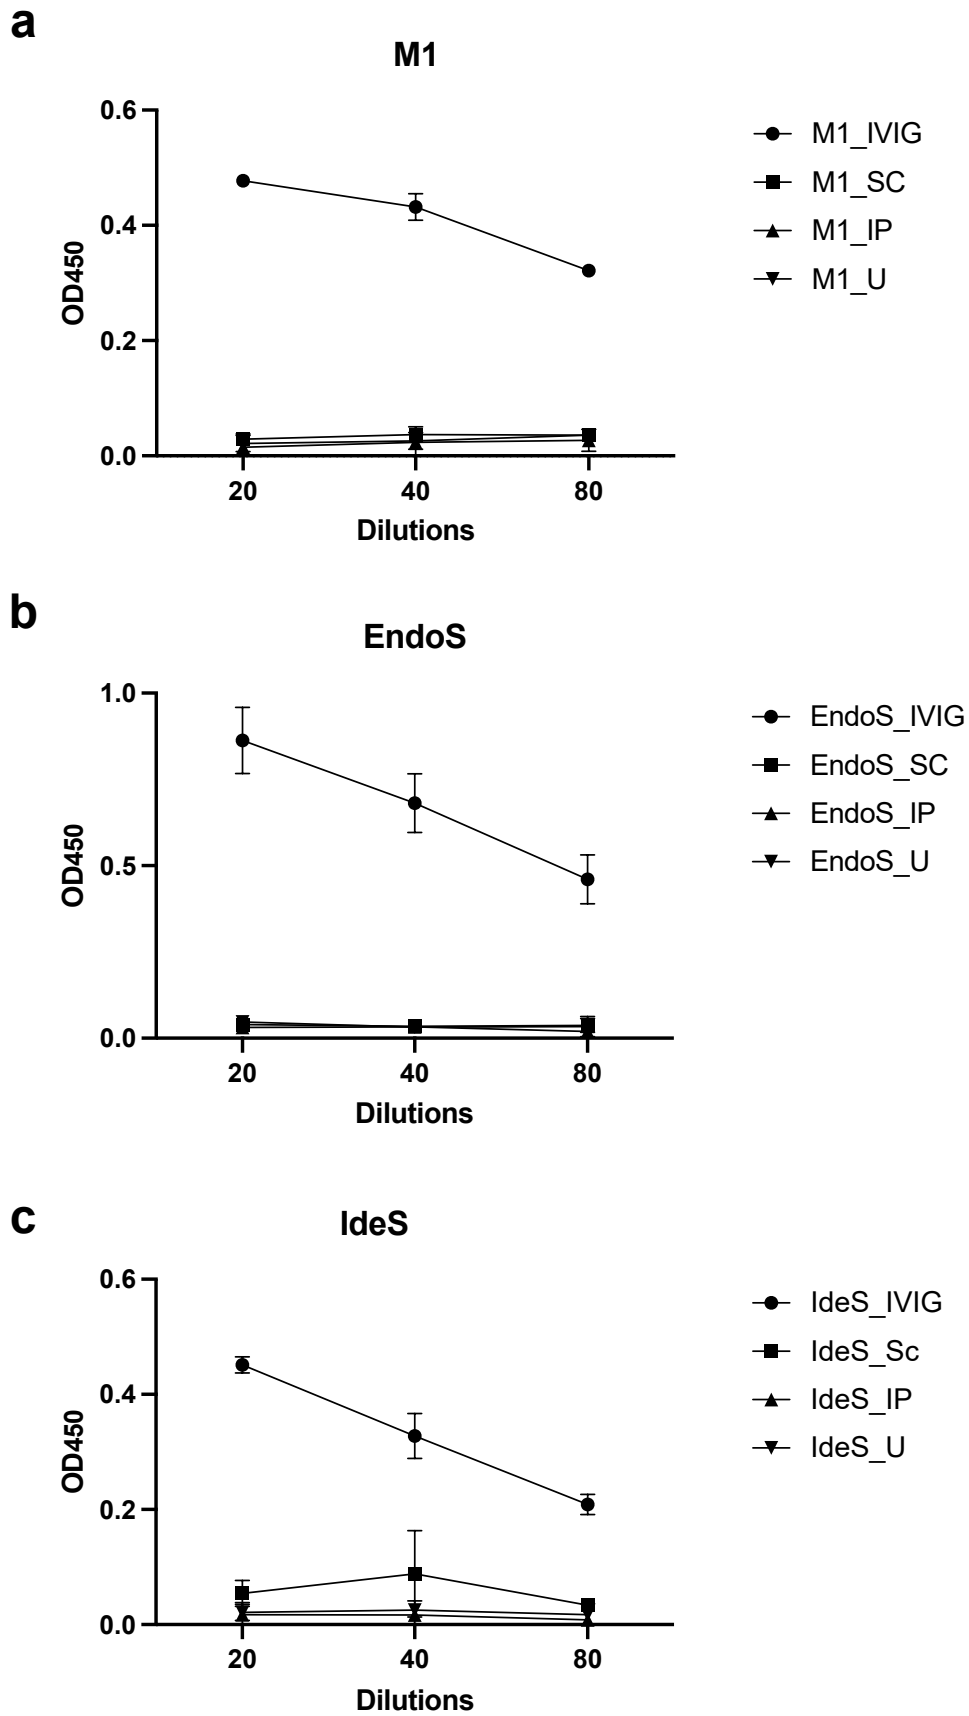 a
M1
0.6
0.4
0.2
0.0
OD450
20 40 80
Dilutions
M1_IVIG
M1_SC
M1_IP
M1_U
b
EndoS
1.0
0.5
0.0
OD450
20 40 80
Dilutions
EndoS_IVIG
EndoS_SC
EndoS_IP
EndoS_U
c
IdeS
0.6
0.4
0.2
0.0
OD450
20 40 80
Dilutions
IdeS_IVIG
IdeS_Sc
IdeS_IP
IdeS_U